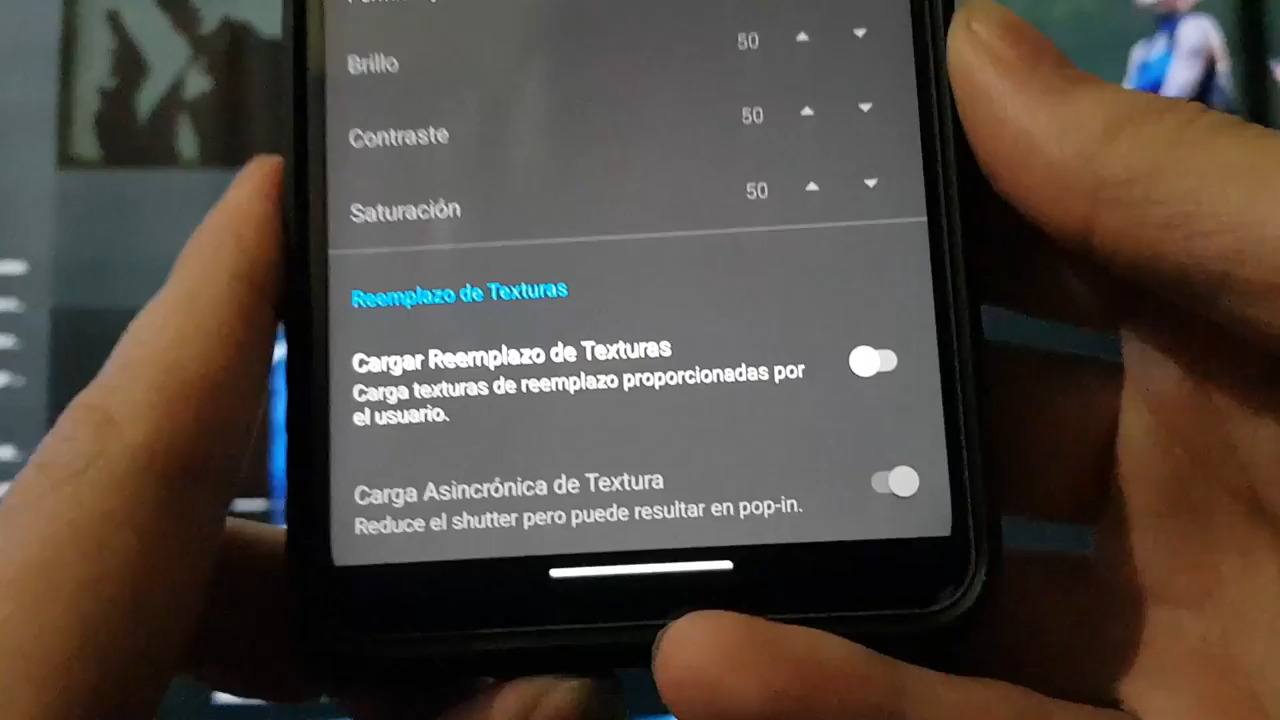 Brillo 50
Contraste 50
Saturación 50
Reemplazo de Texturas
Cargar Reemplazo de Texturas
Carga texturas de reemplazo proporcionadas por
el usuario.
Carga Asincrónica de Textura
Reduce el shutter pero puede resultar en pop-in.